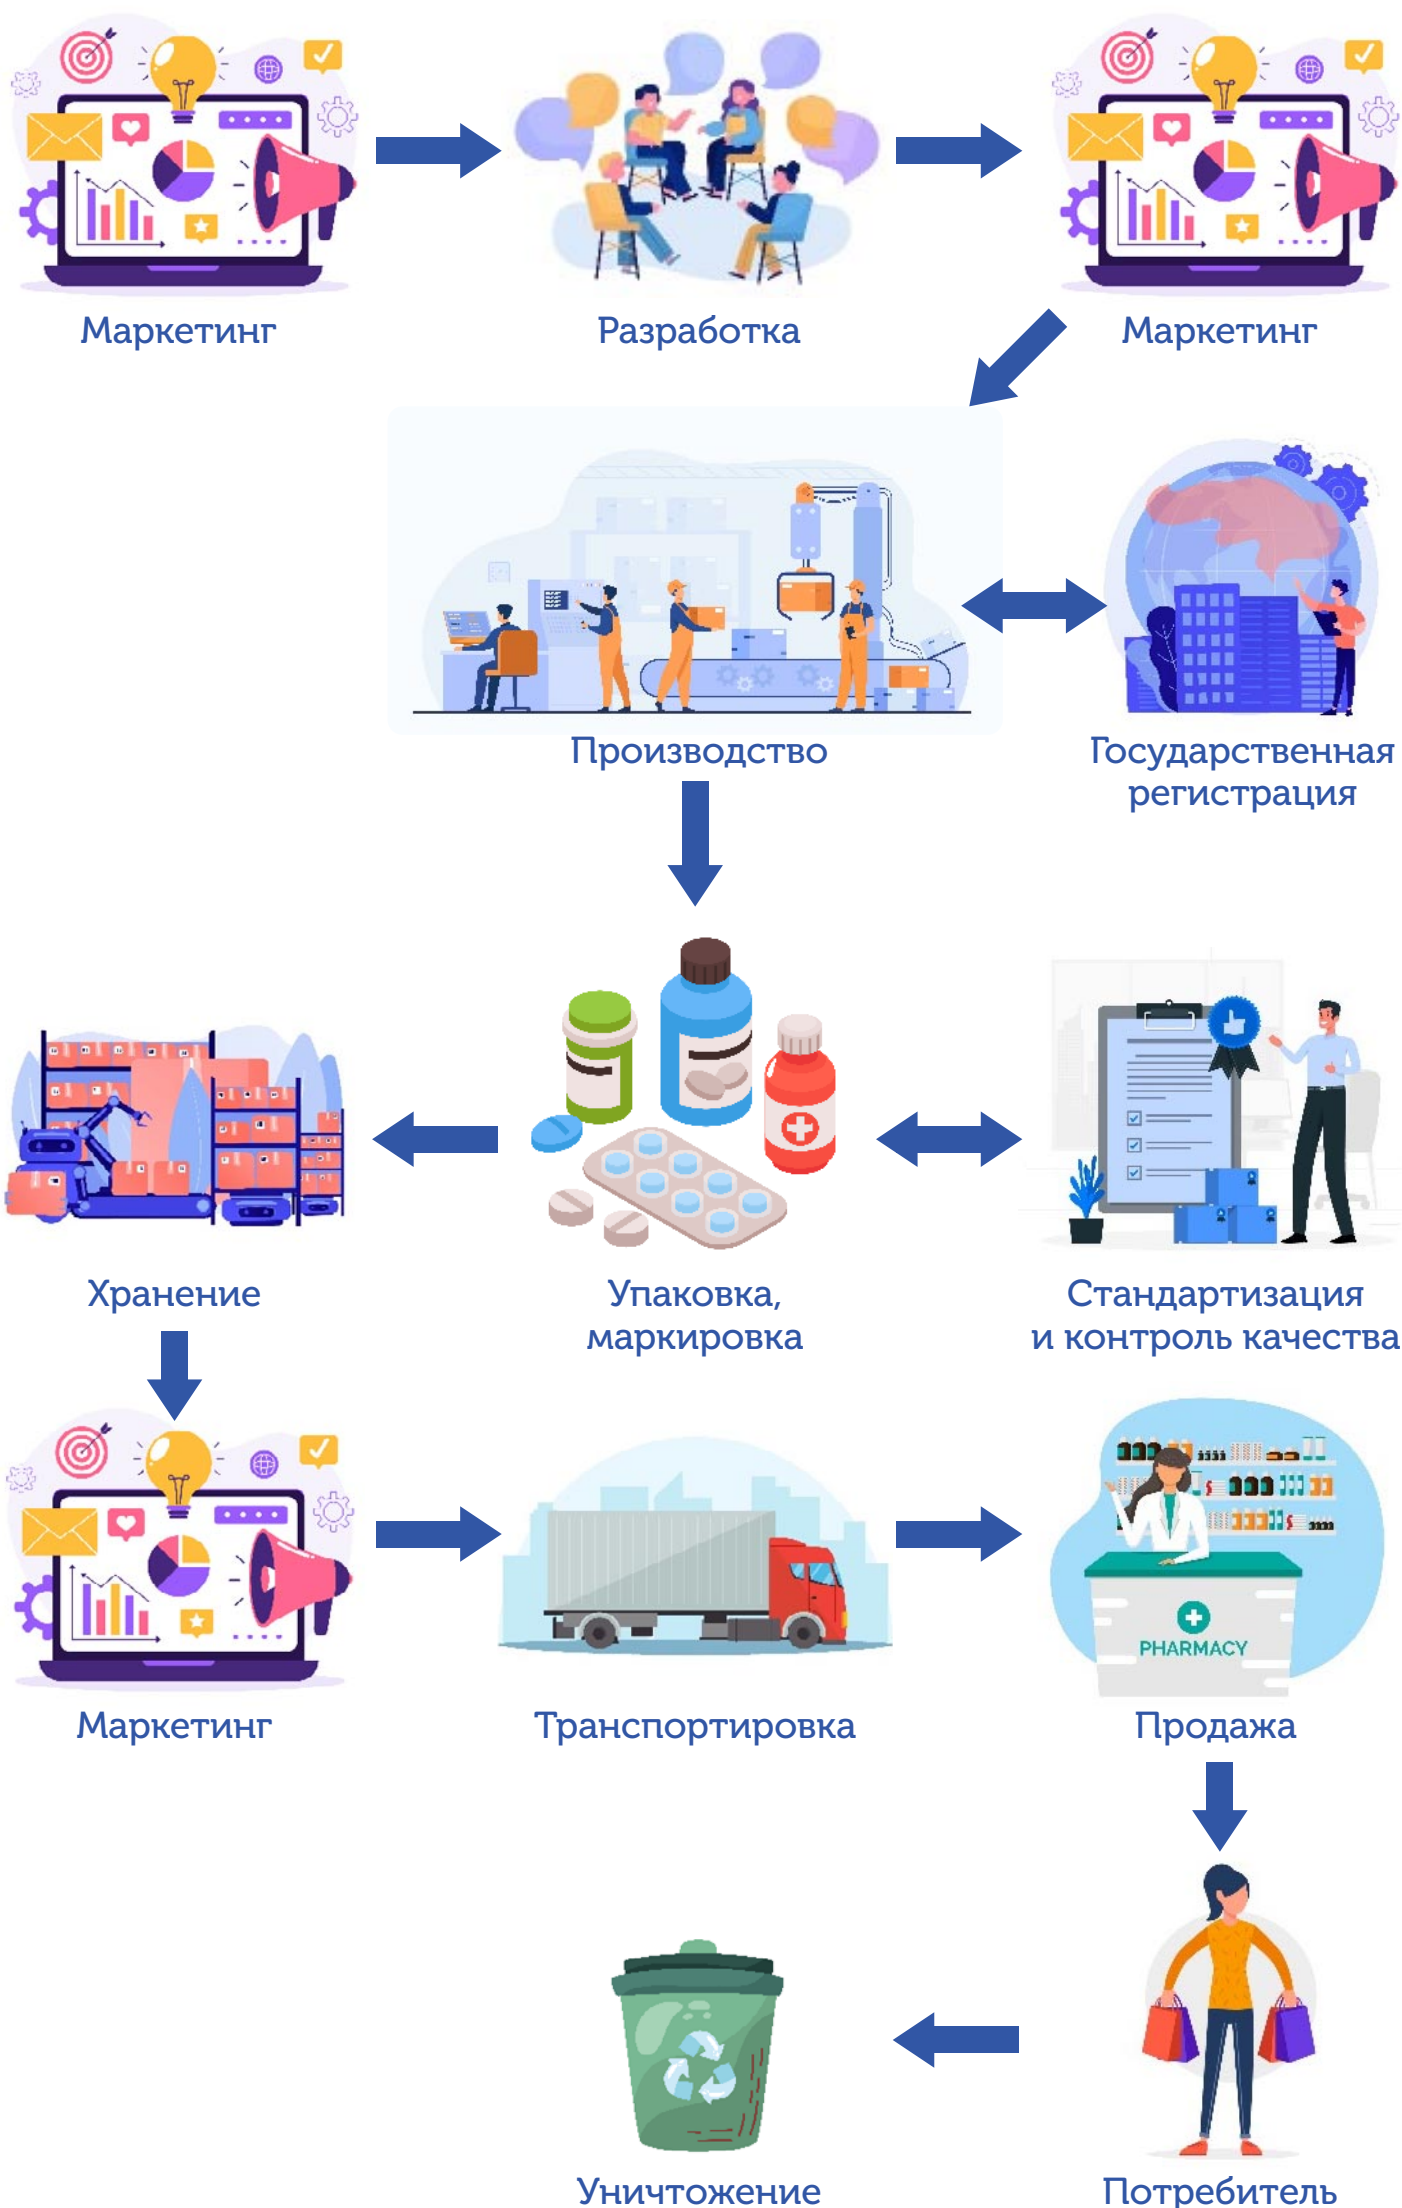 Маркетинг
Разработка
Маркетинг
Производство
Государственная
регистрация
Хранение
Упаковка,
маркировка
Стандартизация
и контроль качества
PHARMACY
Маркетинг
Транспортировка
Продажа
Уничтожение
Потребитель